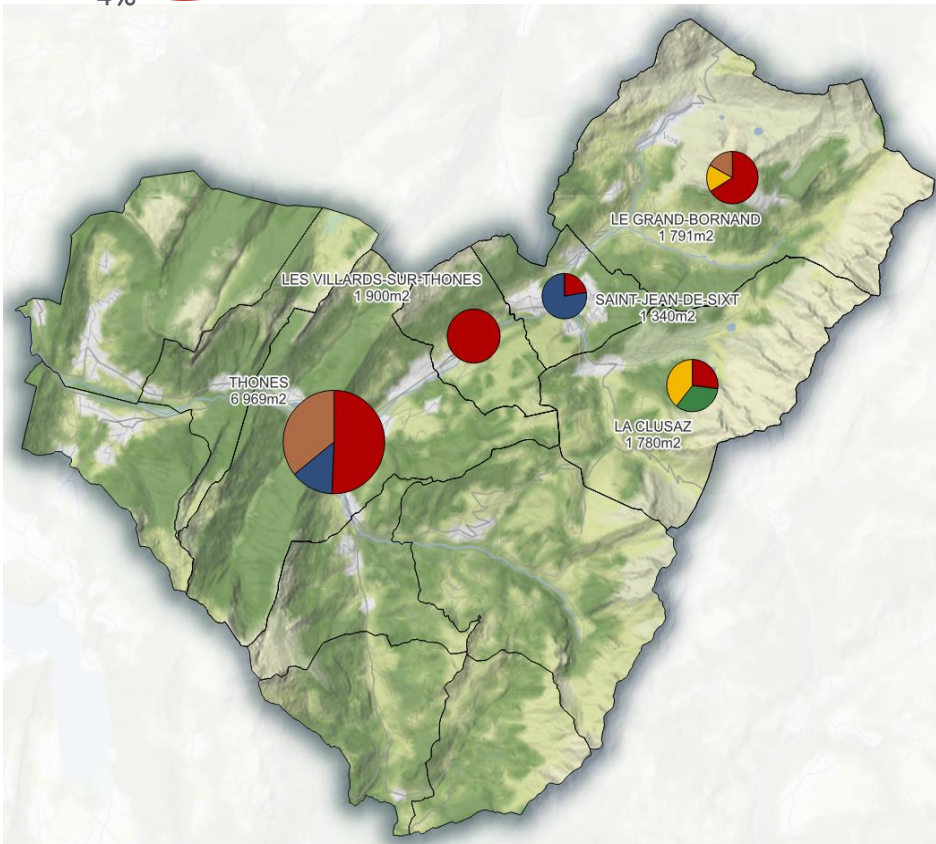 4%
LE GRAND-BORNAND
1 791m2
LES VILLARDS-SUR-THONES
1 900m2
SAINT-JEAN-DE-SIXT
1 340m2
THONES
6 969m2
LA CLUSAZ
1 780m2